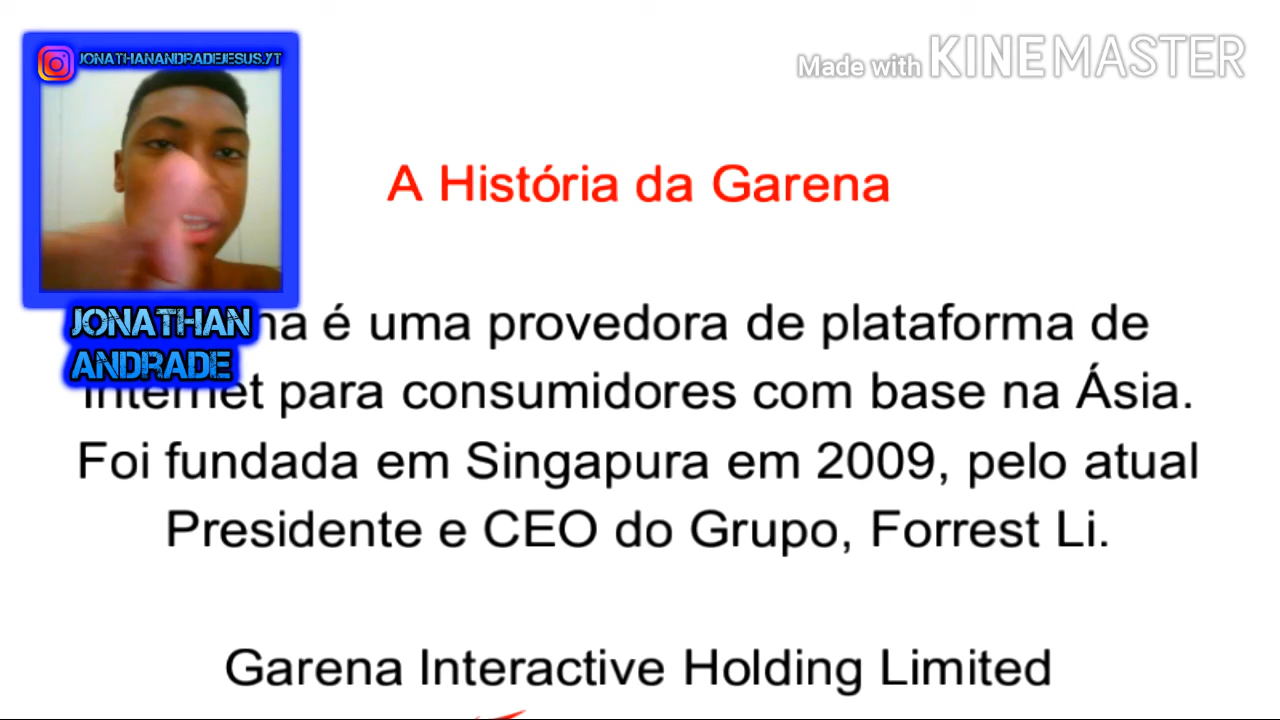 JONATHANANDRADEJESUS.YT
Made with KINEMASTER
A História da Garena
JONATHAN
ANDRADE
é uma provedora de plataforma de
Internet para consumidores com base na Ásia.
Foi fundada em Singapura em 2009, pelo atual
Presidente e CEO do Grupo, Forrest Li.
Garena Interactive Holding Limited